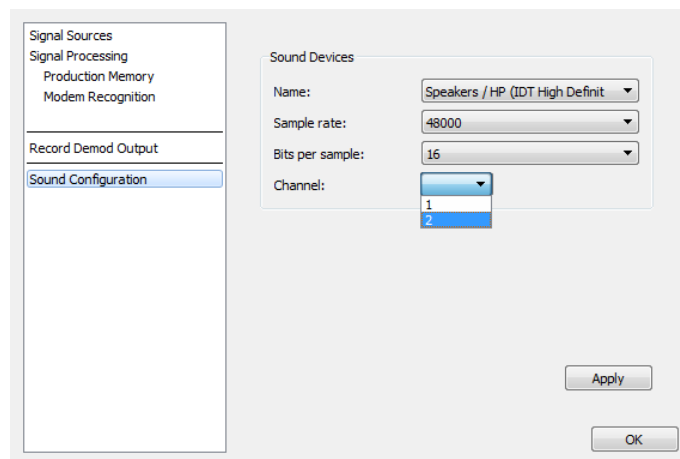 Signal Sources
Signal Processing
Production Memory
Modem Recognition
Record Demod Output
Sound Configuration
Sound Devices
Name: Speakers / HP (IDT High Definit
Sample rate: 48000
Bits per sample: 16
Channel:
1
2
Apply
OK